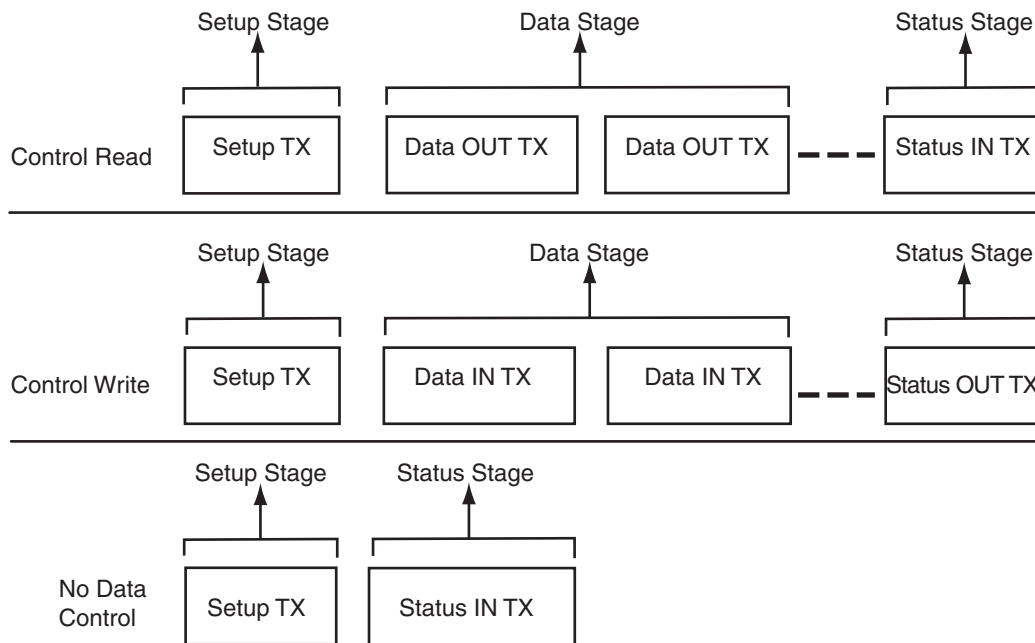 Setup Stage Data Stage Status Stage
Control Read Setup TX Data OUT TX Data OUT TX Status IN TX
Setup Stage Data Stage Status Stage
Control Write Setup TX Data IN TX Data IN TX Status OUT TX
Setup Stage Status Stage
No Data
Control Setup TX Status IN TX